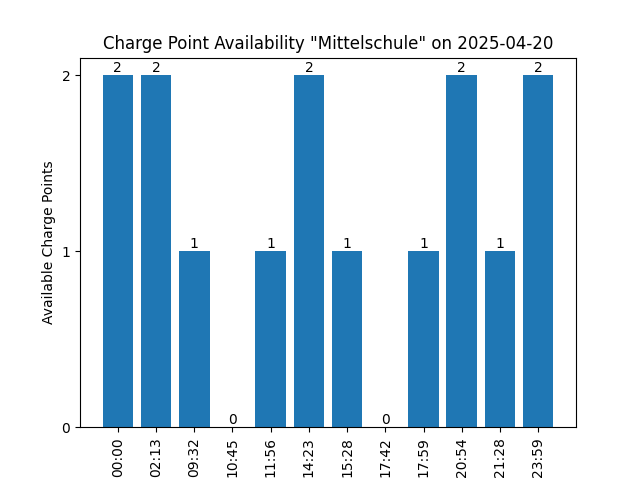 Charge Point Availability "Mittelschule" on 2025-04-20
2 2 1 0 1 2 1 0 1 2 1 2
2
1
0
Available Charge Points
00:00 02:13 09:32 10:45 11:56 14:23 15:28 17:42 17:59 20:54 21:28 23:59